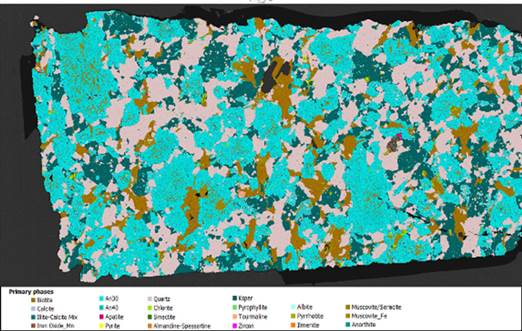 Primary phases
Biotite An30 Quartz Kspar Albite Muscovite/Sericite
Calcite An40 Chlorite Pyrophyllite Pyrrhotite Muscovite_Fe
Illite-Calcite Mix Apatite Smectite Tourmaline Ilmenite Anorthite
Iron Oxide_Mn Pyrite Almandine-Spessartine Zircon